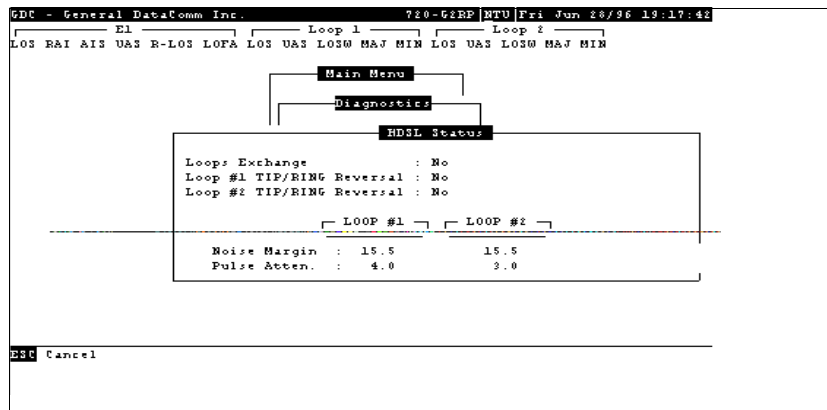 GDC - General DataComm Inc. 720-G2RP NTU Fri Jun 28/96 19:17:42
E1 Loop 1 Loop 2
LOS RAI AIS UAS R-LOS LOFA LOS UAS LOSW MAJ MIN LOS UAS LOSW MAJ MIN
Main Menu
Diagnostics
HDSL Status
Loops Exchange : No
Loop #1 TIP/RING Reversal : No
Loop #2 TIP/RING Reversal : No
LOOP #1 LOOP #2
Noise Margin : 15.5 15.5
Pulse Atten. : 4.0 3.0
ESC Cancel